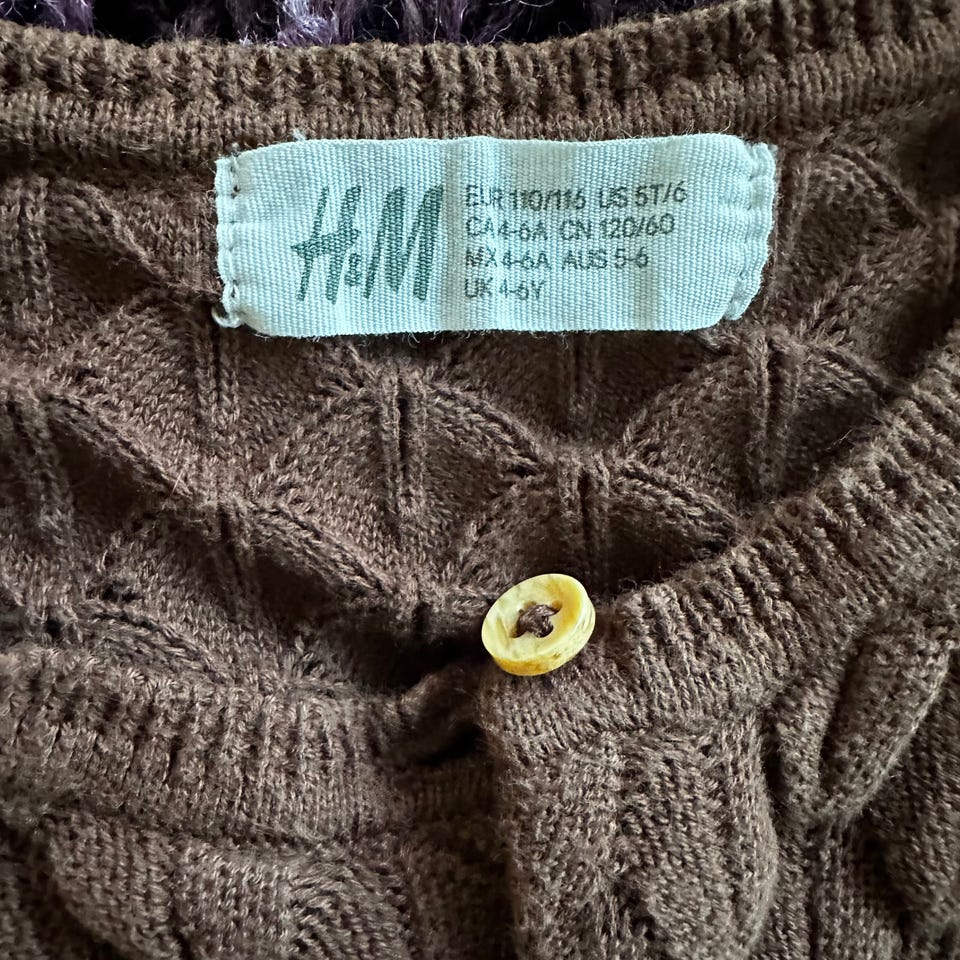 H&M
EUR 110/116 US 5T/6
CA 4-6A CN 120/60
MX 4-6A AUS 5-6
UK 4-6Y